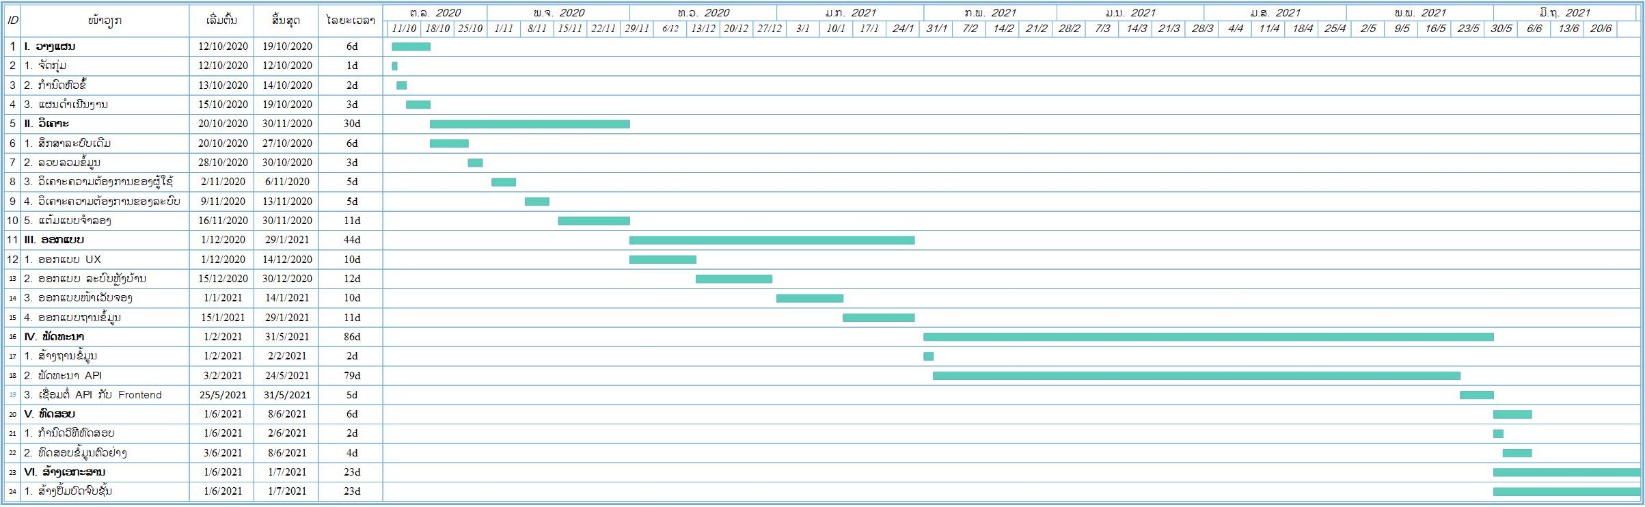 ID ໜ້າວຽກ ເລີ່ມຕົ້ນ ສິ້ນສຸດ ໄລຍະເວລາ ຕ.ລ. 2020 ພ.ຈ. 2020 ທ.ວ. 2020 ມ.ກ. 2021 ກ.ພ. 2021 ມ.ນ. 2021 ມ.ສ. 2021 ພ.ພ. 2021 ມິ.ຖ. 2021
11/10 18/10 25/10 1/11 8/11 15/11 22/11 29/11 6/12 13/12 20/12 27/12 3/1 10/1 17/1 24/1 31/1 7/2 14/2 21/2 28/2 7/3 14/3 21/3 28/3 4/4 11/4 18/4 25/4 2/5 9/5 16/5 23/5 30/5 6/6 13/6 20/6
1 I. ວາງແຜນ 12/10/2020 19/10/2020 6d
2 1. ຈັດກຸ່ມ 12/10/2020 12/10/2020 1d
3 2. ກຳນົດຫົວຂໍ້ 13/10/2020 14/10/2020 2d
4 3. ແຜນດຳເນີນງານ 15/10/2020 19/10/2020 3d
5 II. ວິເຄາະ 20/10/2020 30/11/2020 30d
6 1. ສຶກສາລະບົບເດີມ 20/10/2020 27/10/2020 6d
7 2. ລວບລວມຂໍ້ມູນ 28/10/2020 30/10/2020 3d
8 3. ວິເຄາະຄວາມຕ້ອງການຂອງຜູ້ໃຊ້ 2/11/2020 6/11/2020 5d
9 4. ວິເຄາະຄວາມຕ້ອງການຂອງລະບົບ 9/11/2020 13/11/2020 5d
10 5. ແຕ້ມແບບຈຳລອງ 16/11/2020 30/11/2020 11d
11 III. ອອກແບບ 1/12/2020 29/1/2021 44d
12 1. ອອກແບບ UX 1/12/2020 14/12/2020 10d
13 2. ອອກແບບ ລະບົບຫຼັງບ້ານ 15/12/2020 30/12/2020 12d
14 3. ອອກແບບໜ້າເວັບຈອງ 1/1/2021 14/1/2021 10d
15 4. ອອກແບບຖານຂໍ້ມູນ 15/1/2021 29/1/2021 11d
16 IV. ພັດທະນາ 1/2/2021 31/5/2021 86d
17 1. ສ້າງຖານຂໍ້ມູນ 1/2/2021 2/2/2021 2d
18 2. ພັດທະນາ API 3/2/2021 24/5/2021 79d
19 3. ເຊື່ອມຕໍ່ API ກັບ Frontend 25/5/2021 31/5/2021 5d
20 V. ທົດສອບ 1/6/2021 8/6/2021 6d
21 1. ກຳນົດວິທີທົດສອບ 1/6/2021 2/6/2021 2d
22 2. ທົດສອບຂໍ້ມູນຕົວຢ່າງ 3/6/2021 8/6/2021 4d
23 VI. ສ້າງເອກະສານ 1/6/2021 1/7/2021 23d
24 1. ສ້າງປຶ້ມບົດຈົບຊັ້ນ 1/6/2021 1/7/2021 23d